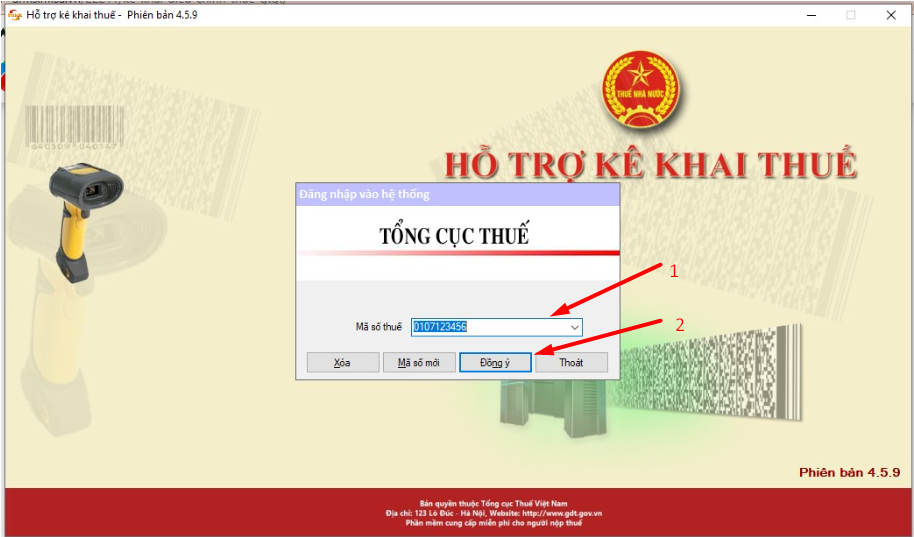 Hỗ trợ kê khai thuế - Phiên bản 4.5.9
THUẾ NHÀ NƯỚC
HỖ TRỢ KÊ KHAI THUẾ
Đăng nhập vào hệ thống
TỔNG CỤC THUẾ
1
Mã số thuế 0107123456
2
Xóa Mã số mới Đồng ý Thoát
Phiên bản 4.5.9
Bản quyền thuộc Tổng cục Thuế Việt Nam
Địa chỉ: 123 Lò Đúc - Hà Nội, Website: http://www.gdt.gov.vn
Phần mềm cung cấp miễn phí cho người nộp thuế